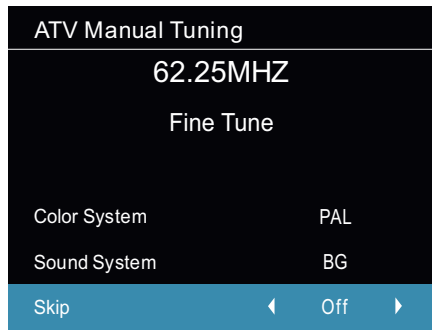 ATV Manual Tuning
62.25MHZ
Fine Tune
Color System PAL
Sound System BG
Skip Off